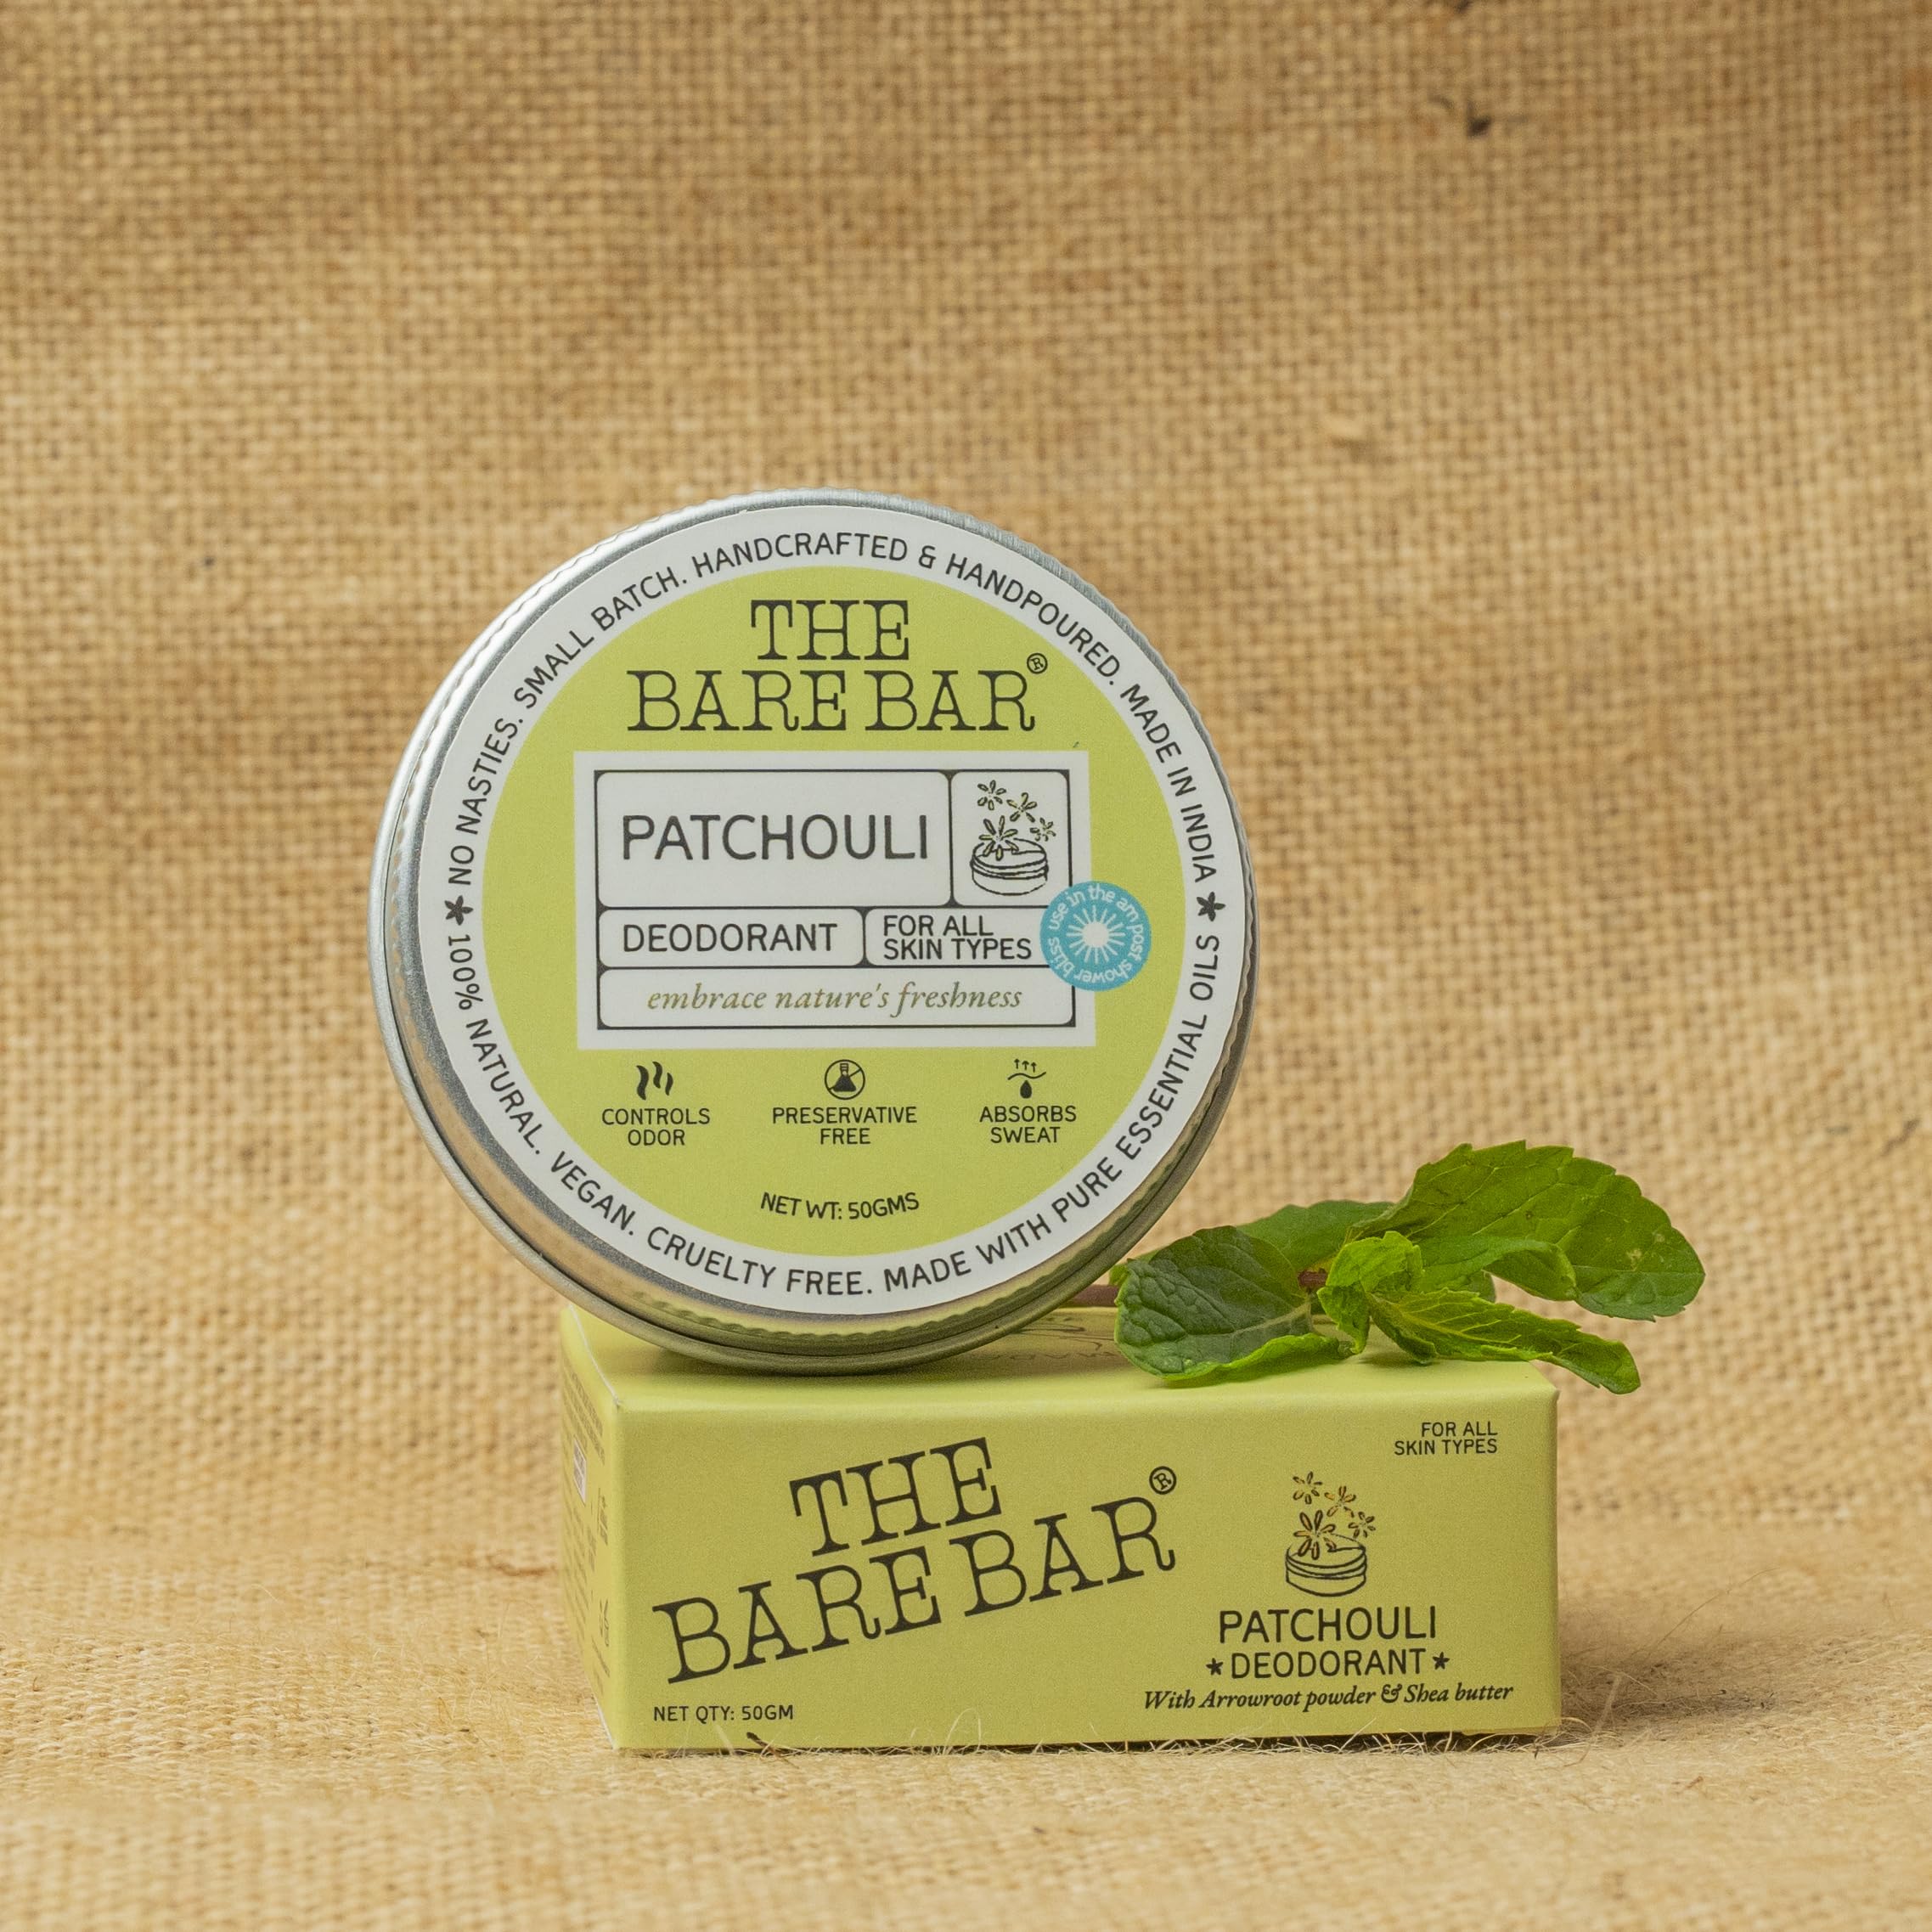 NO NASTIES. SMALL BATCH. HANDCRAFTED & HANDPOURED. MADE IN INDIA
THE
BARE BAR®
PATCHOULI
DEODORANT
FOR ALL
SKIN TYPES
use in the am post shower bliss
embrace nature's freshness
CONTROLS
ODOR
PRESERVATIVE
FREE
ABSORBS
SWEAT
NET WT: 50GMS
100% NATURAL. VEGAN. CRUELTY FREE. MADE WITH PURE ESSENTIAL OILS
FOR ALL
SKIN TYPES
THE
BARE BAR®
PATCHOULI
*DEODORANT*
With Arrowroot powder & Shea butter
NET QTY: 50GM